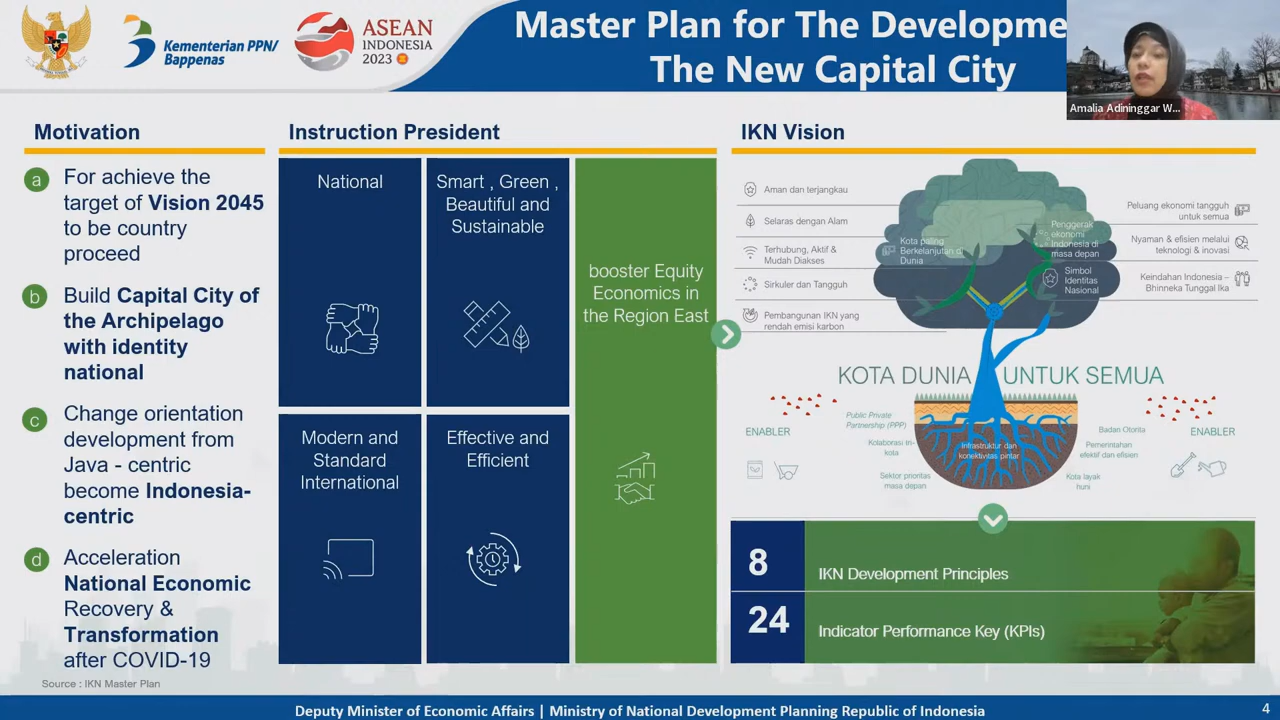 Kementerian PPN/
Bappenas
ASEAN
INDONESIA
2023
Master Plan for The Developme
The New Capital City
Amalia Adininggar W...
Motivation
a
For achieve the
target of Vision 2045
to be country
proceed
b
Build Capital City of
the Archipelago
with identity
national
c
Change orientation
development from
Java - centric
become Indonesia-
centric
d
Acceleration
National Economic
Recovery &
Transformation
after COVID-19
Source : IKN Master Plan
Instruction President
National
Smart , Green ,
Beautiful and
Sustainable
booster Equity
Economics in
the Region East
Modern and
Standard
International
Effective and
Efficient
IKN Vision
Aman dan terjangkau
Selaras dengan Alam
Terhubung, Aktif &
Mudah Diakses
Sirkuler dan Tangguh
Pembangunan IKN yang
rendah emisi karbon
Kota paling
Berkelanjutan di
Dunia
Penggerak
ekonomi
Indonesia di
masa depan
Simbol
Identitas
Nasional
Peluang ekonomi tangguh
untuk semua
Nyaman & efisien melalui
teknologi & inovasi
Keindahan Indonesia –
Bhinneka Tunggal Ika
KOTA DUNIA UNTUK SEMUA
ENABLER
Public Private
Partnership (PPP)
Kolaborasi tri-
kota
Sektor prioritas
masa depan
Infrastruktur dan
konektivitas pintar
Badan Otorita
Pemerintahan
efektif dan efisien
Kota layak
huni
ENABLER
8
IKN Development Principles
24
Indicator Performance Key (KPIs)
Deputy Minister of Economic Affairs | Ministry of National Development Planning Republic of Indonesia
4